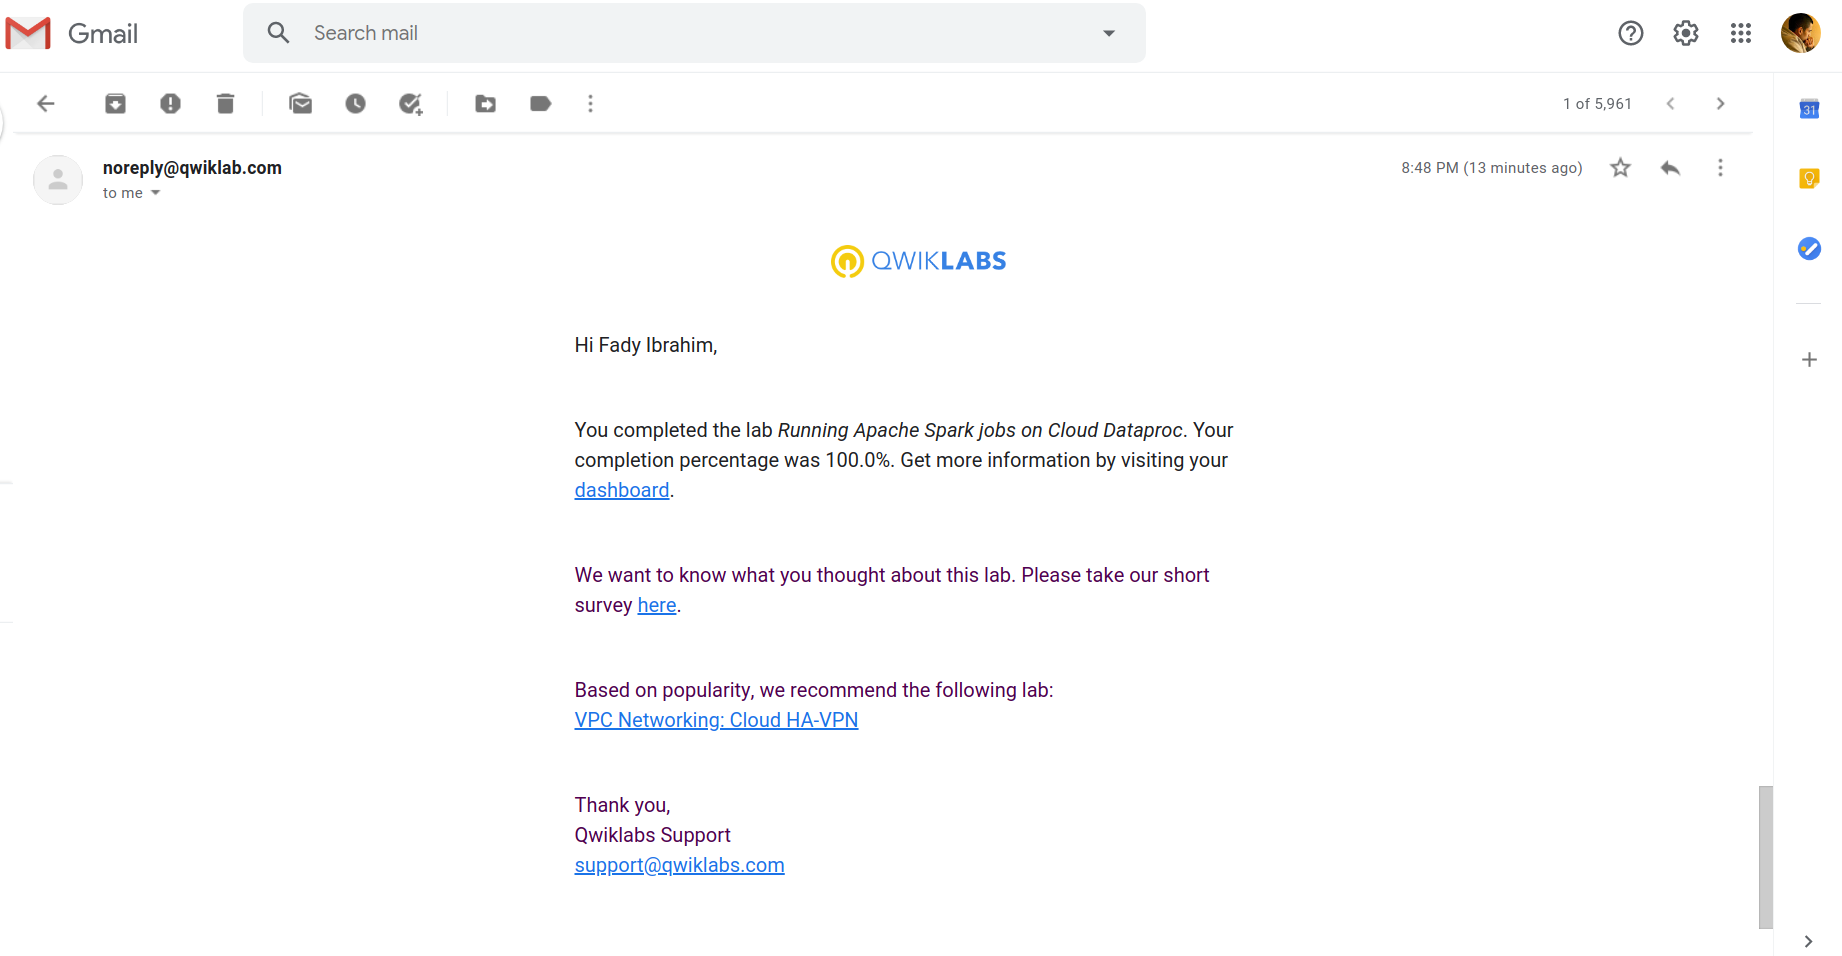 Gmail
Search mail
1 of 5,961
31
noreply@qwiklab.com
8:48 PM (13 minutes ago)
to me
QWIKLABS
Hi Fady Ibrahim,
You completed the lab Running Apache Spark jobs on Cloud Dataproc. Your
completion percentage was 100.0%. Get more information by visiting your
dashboard.
We want to know what you thought about this lab. Please take our short
survey here.
Based on popularity, we recommend the following lab:
VPC Networking: Cloud HA-VPN
Thank you,
Qwiklabs Support
support@qwiklabs.com